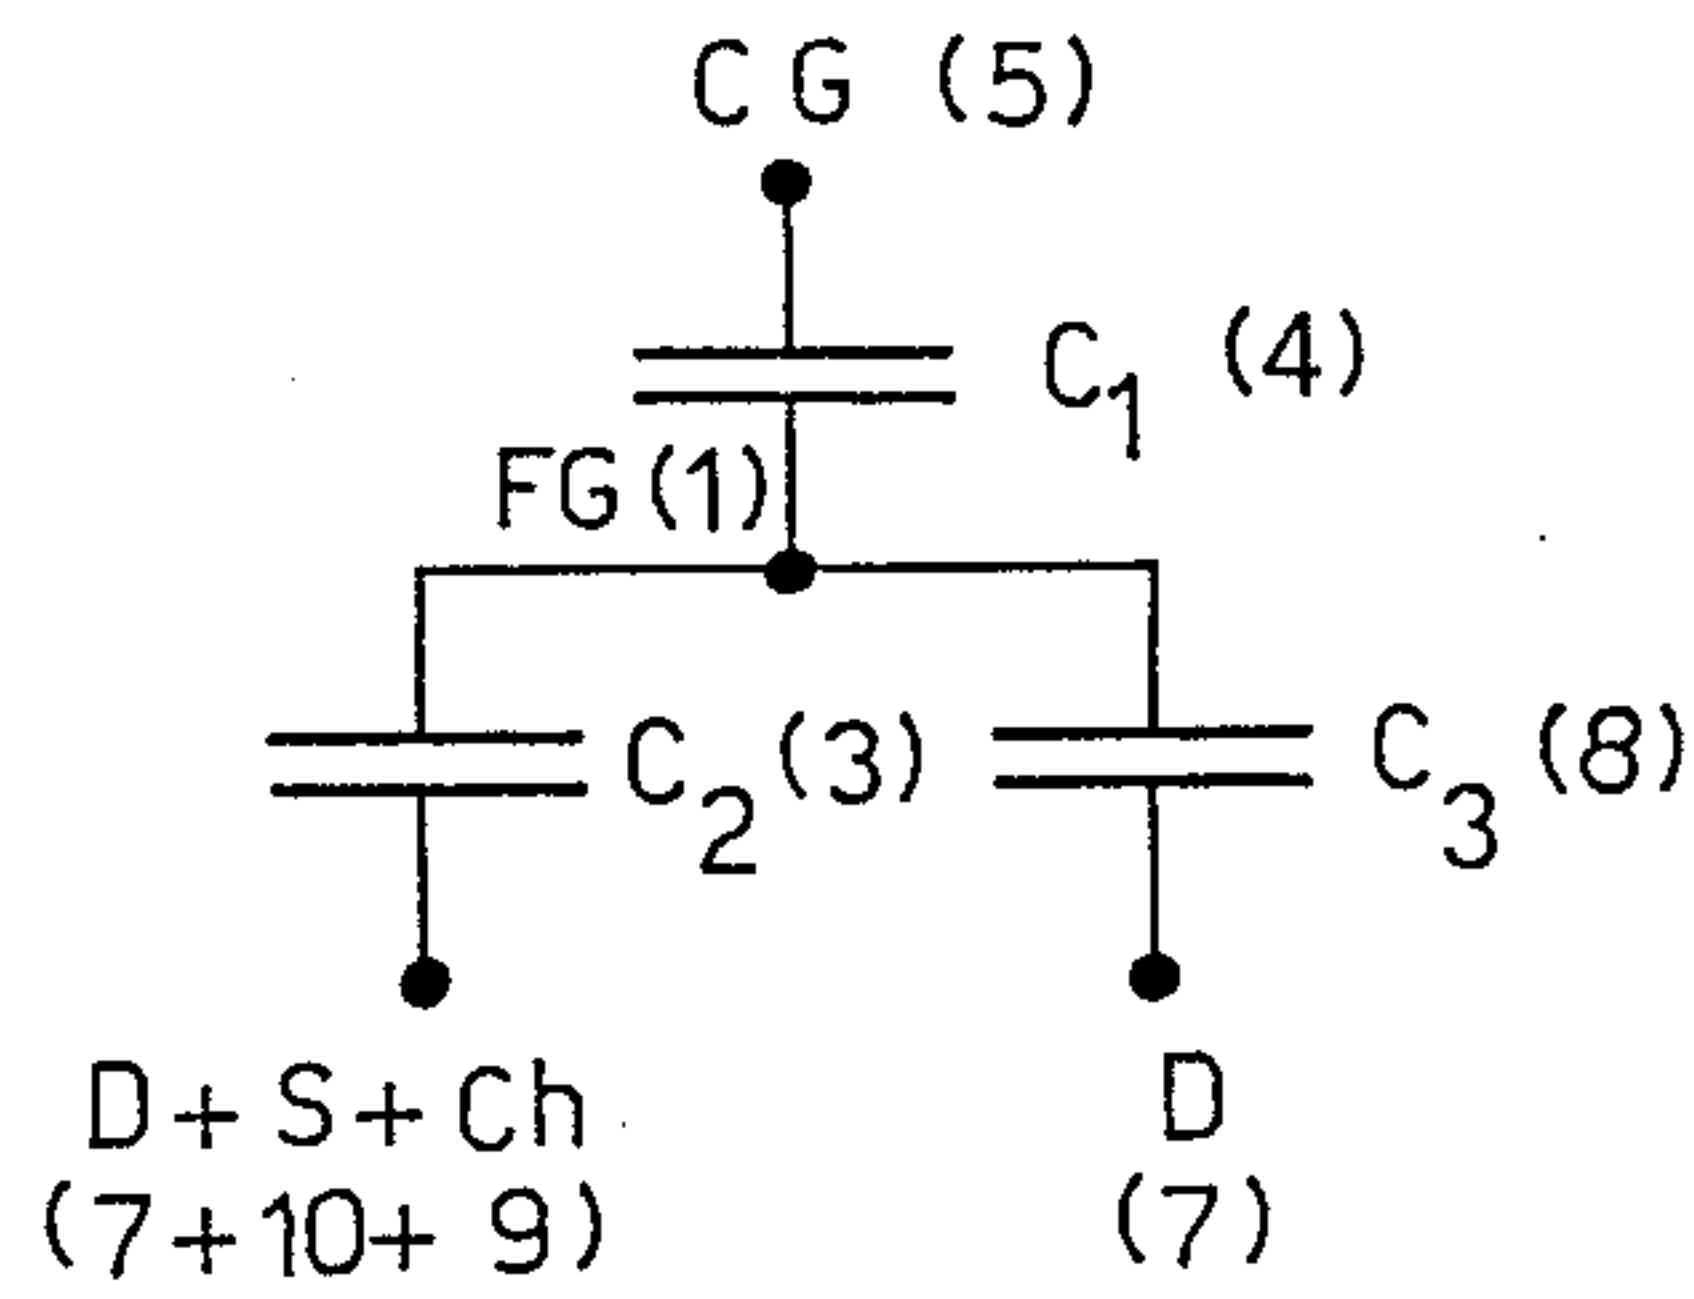 CG (5)
C1 (4)
FG(1)
C2(3)
C3(8)
D+S+Ch
(7+10+9)
D
(7)